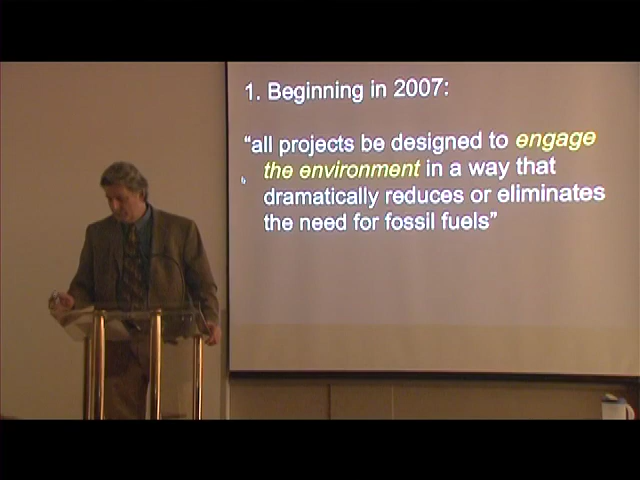 1. Beginning in 2007:
“all projects be designed to engage
the environment in a way that
dramatically reduces or eliminates
the need for fossil fuels”